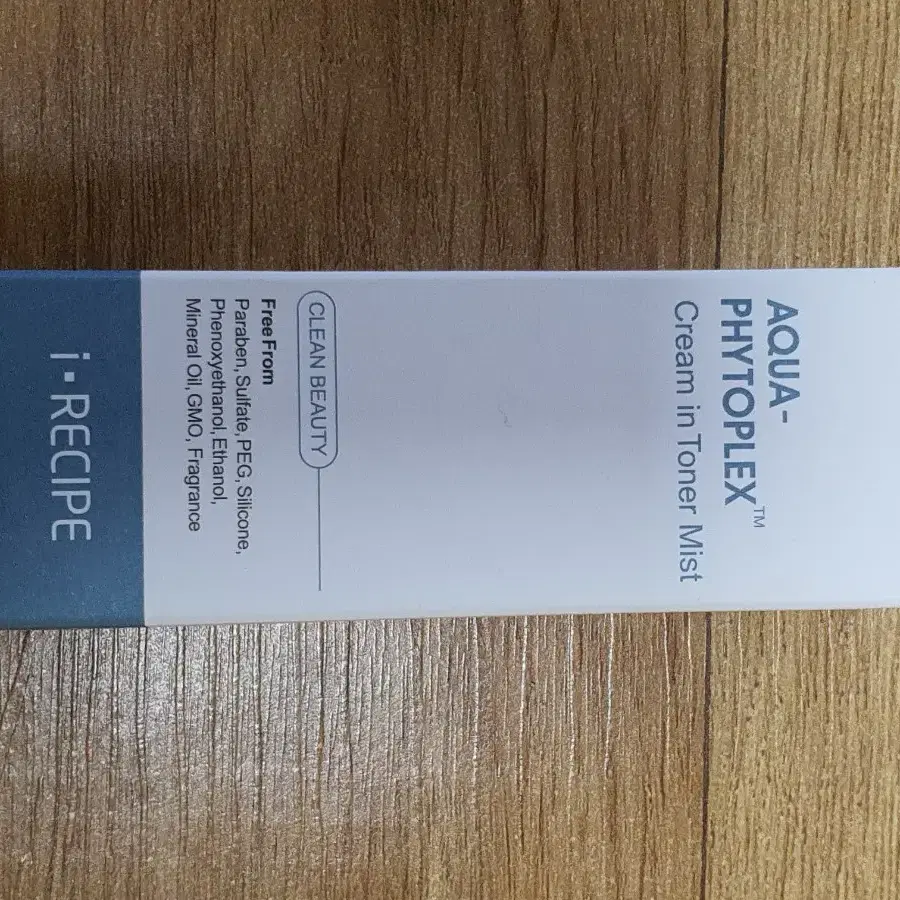 AQUA-
PHYTOPLEX™
Cream in Toner Mist
CLEAN BEAUTY
Free From
Paraben, Sulfate, PEG, Silicone,
Phenoxyethanol, Ethanol,
Mineral Oil, GMO, Fragrance
i·RECIPE